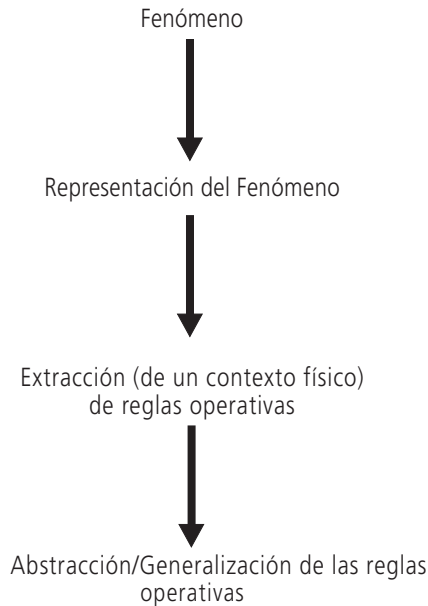 Fenómeno
Representación del Fenómeno
Extracción (de un contexto físico)
de reglas operativas
Abstracción/Generalización de las reglas
operativas